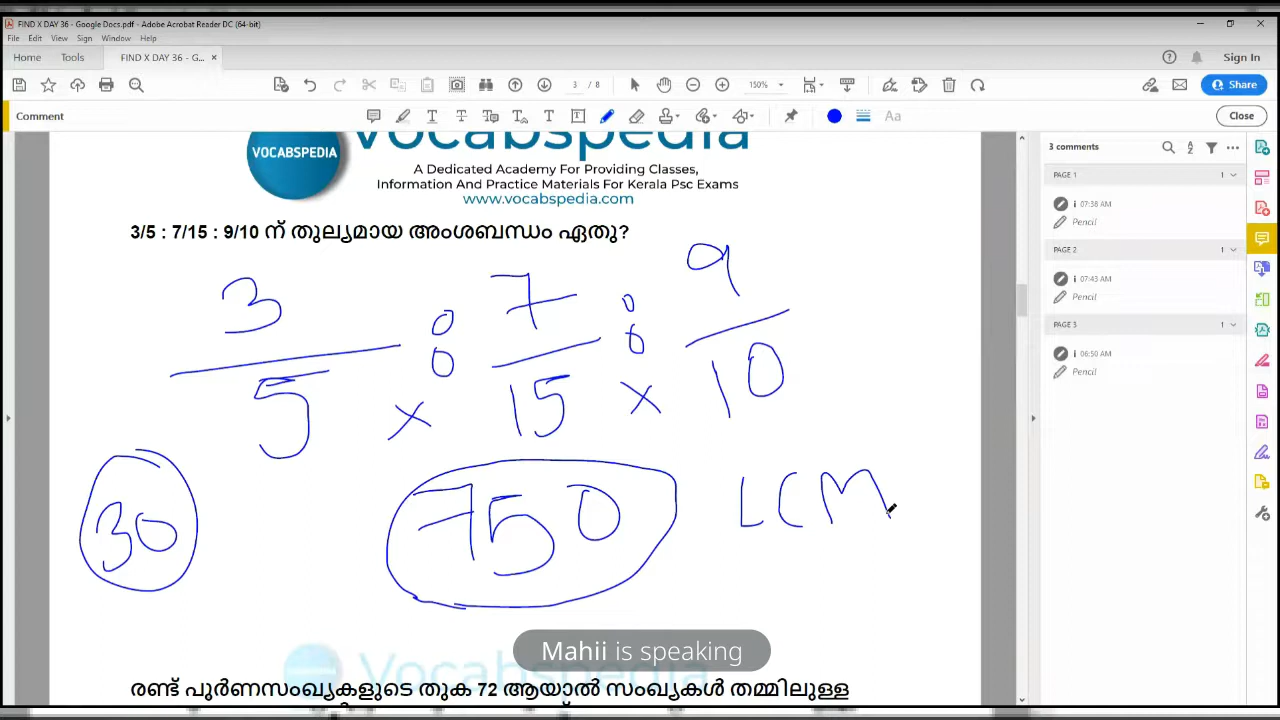 FIND X DAY 36 - Google Docs.pdf - Adobe Acrobat Reader DC (64-bit)
File Edit View Sign Window Help
Home Tools FIND X DAY 36 - G... × Sign In
3 / 8 150% Share
Comment Aa Close
3 comments
PAGE 1 1
i 07:38 AM
Pencil
PAGE 2 1
i 07:43 AM
Pencil
PAGE 3 1
i 06:50 AM
Pencil
VOCABSPEDIA
Vocabspedia
A Dedicated Academy For Providing Classes,
Information And Practice Materials For Kerala Psc Exams
www.vocabspedia.com
3/5 : 7/15 : 9/10 ന് തുല്യമായ അംശബന്ധം ഏതു?
3 : 7 : 9
5 × 15 × 10
30 750 LCM
Mahii is speaking
Vocabspedia
രണ്ട് പൂർണസംഖ്യകളുടെ തുക 72 ആയാൽ സംഖ്യകൾ തമ്മിലുള്ള